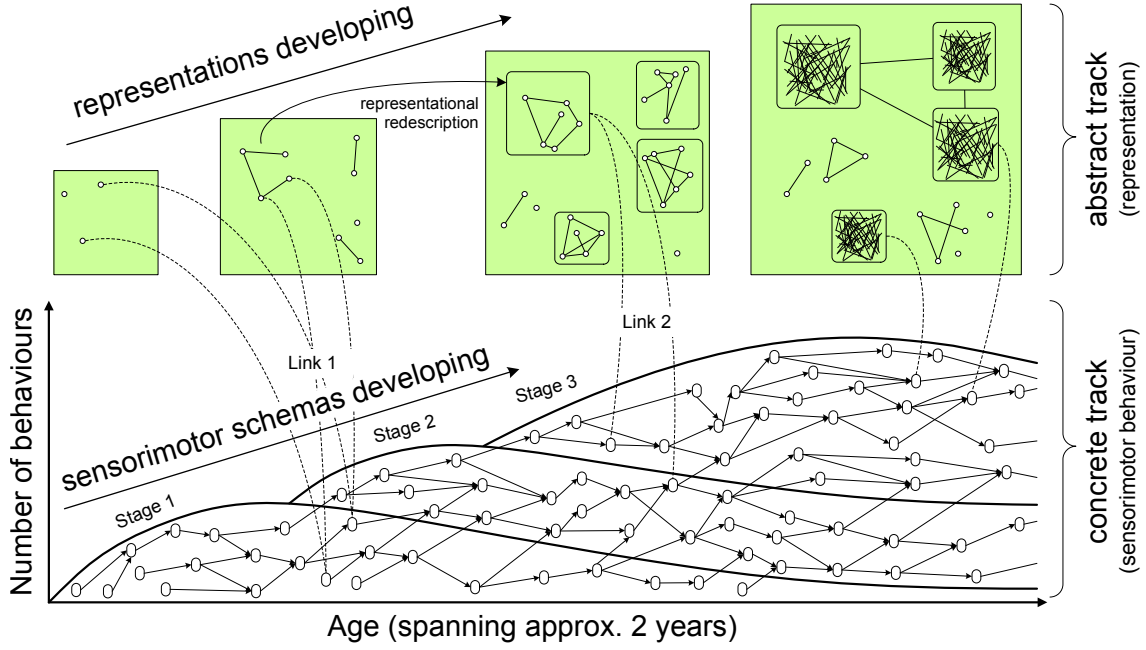 representations developing
representational
redescription
abstract track
(representation)
Number of behaviours
Link 1
Link 2
sensorimotor schemas developing
Stage 1
Stage 2
Stage 3
concrete track
(sensorimotor behaviour)
Age (spanning approx. 2 years)